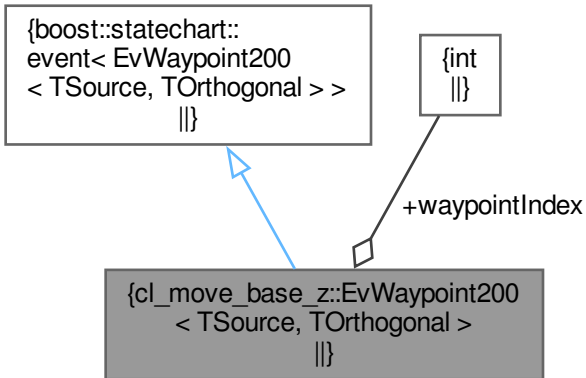 {boost::statechart::
event< EvWaypoint200
< TSource, TOrthogonal > >
||}
{int
||}
+waypointIndex
{cl_move_base_z::EvWaypoint200
< TSource, TOrthogonal >
||}